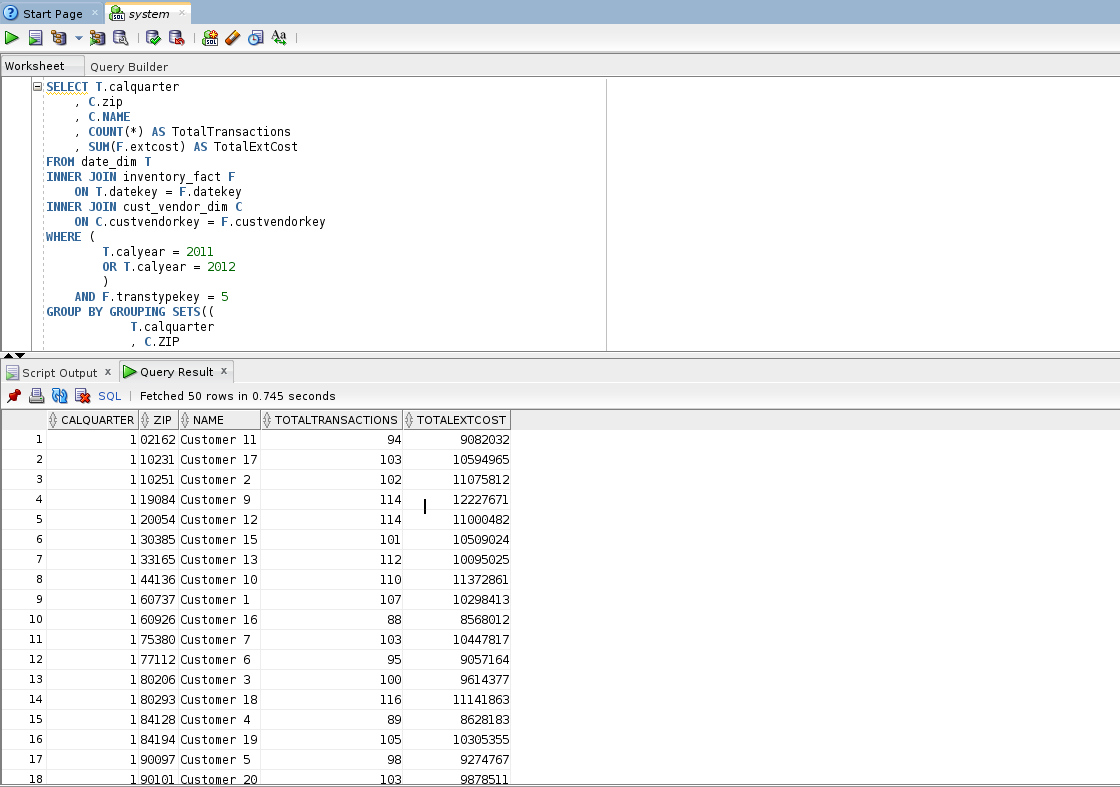 Start Page
system
Worksheet
Query Builder
SELECT T.calquarter
, C.zip
, C.NAME
, COUNT(*) AS TotalTransactions
, SUM(F.extcost) AS TotalExtCost
FROM date_dim T
INNER JOIN inventory_fact F
ON T.datekey = F.datekey
INNER JOIN cust_vendor_dim C
ON C.custvendorkey = F.custvendorkey
WHERE (
T.calyear = 2011
OR T.calyear = 2012
)
AND F.transtypekey = 5
GROUP BY GROUPING SETS((
T.calquarter
, C.ZIP
Script Output x
Query Result x
SQL | Fetched 50 rows in 0.745 seconds
CALQUARTER ZIP NAME TOTALTRANSACTIONS TOTALEXTCOST
1 1 02162 Customer 11 94 9082032
2 1 10231 Customer 17 103 10594965
3 1 10251 Customer 2 102 11075812
4 1 19084 Customer 9 114 12227671
5 1 20054 Customer 12 114 11000482
6 1 30385 Customer 15 101 10509024
7 1 33165 Customer 13 112 10095025
8 1 44136 Customer 10 110 11372861
9 1 60737 Customer 1 107 10298413
10 1 60926 Customer 16 88 8568012
11 1 75380 Customer 7 103 10447817
12 1 77112 Customer 6 95 9057164
13 1 80206 Customer 3 100 9614377
14 1 80293 Customer 18 116 11141863
15 1 84128 Customer 4 89 8628183
16 1 84194 Customer 19 105 10305355
17 1 90097 Customer 5 98 9274767
18 1 90101 Customer 20 103 9878511